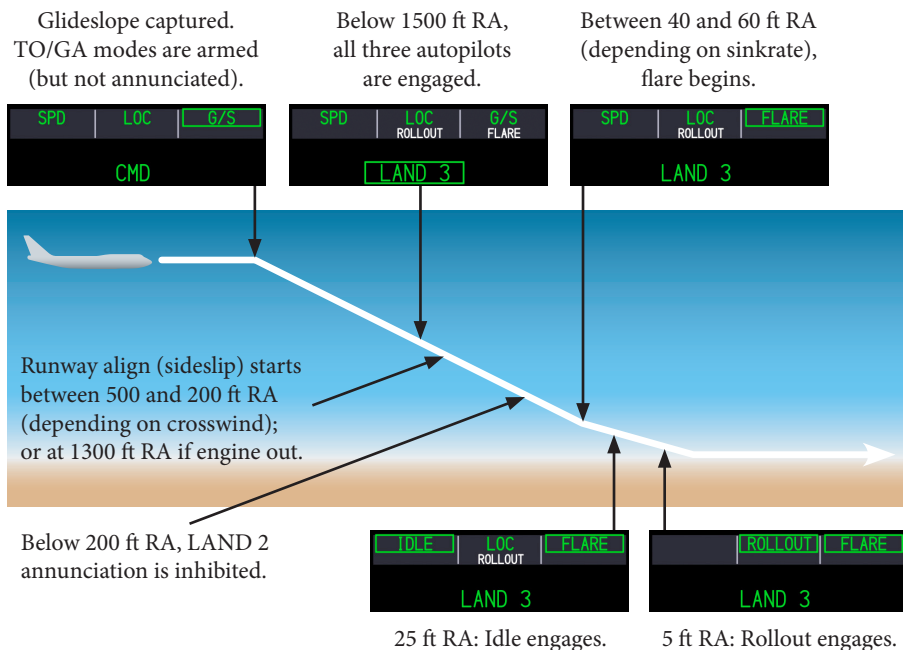 Glideslope captured.
TO/GA modes are armed
(but not annunciated).
Below 1500 ft RA,
all three autopilots
are engaged.
Between 40 and 60 ft RA
(depending on sinkrate),
flare begins.
SPD LOC G/S
CMD
SPD LOC G/S
ROLLOUT FLARE
LAND 3
SPD LOC FLARE
ROLLOUT
LAND 3
Runway align (sideslip) starts
between 500 and 200 ft RA
(depending on crosswind);
or at 1300 ft RA if engine out.
Below 200 ft RA, LAND 2
annunciation is inhibited.
IDLE LOC FLARE
ROLLOUT
LAND 3
ROLLOUT FLARE
LAND 3
25 ft RA: Idle engages.
5 ft RA: Rollout engages.